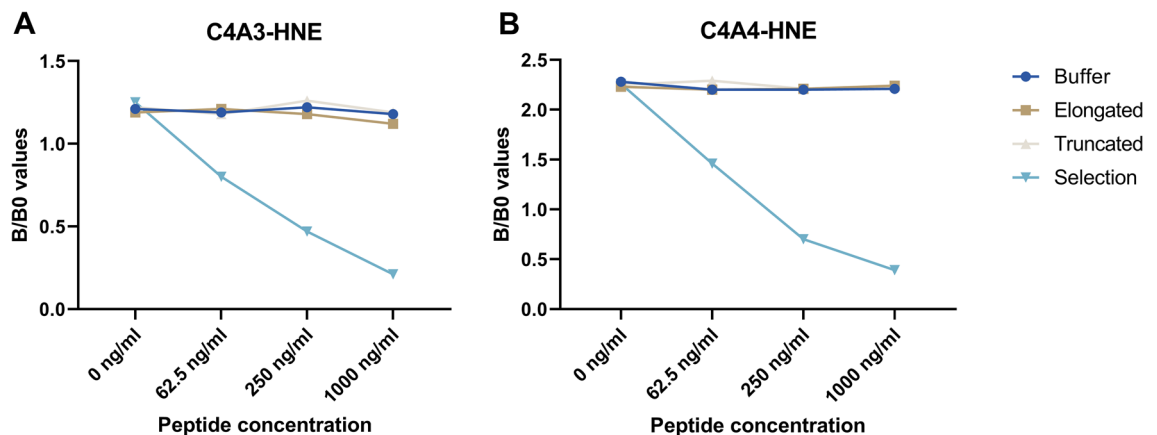 A
C4A3-HNE
B/B0 values
1.5
1.0
0.5
0.0
0 ng/ml
62.5 ng/ml
250 ng/ml
1000 ng/ml
Peptide concentration
B
C4A4-HNE
B/B0 values
2.5
2.0
1.5
1.0
0.5
0.0
0 ng/ml
62.5 ng/ml
250 ng/ml
1000 ng/ml
Peptide concentration
Buffer
Elongated
Truncated
Selection